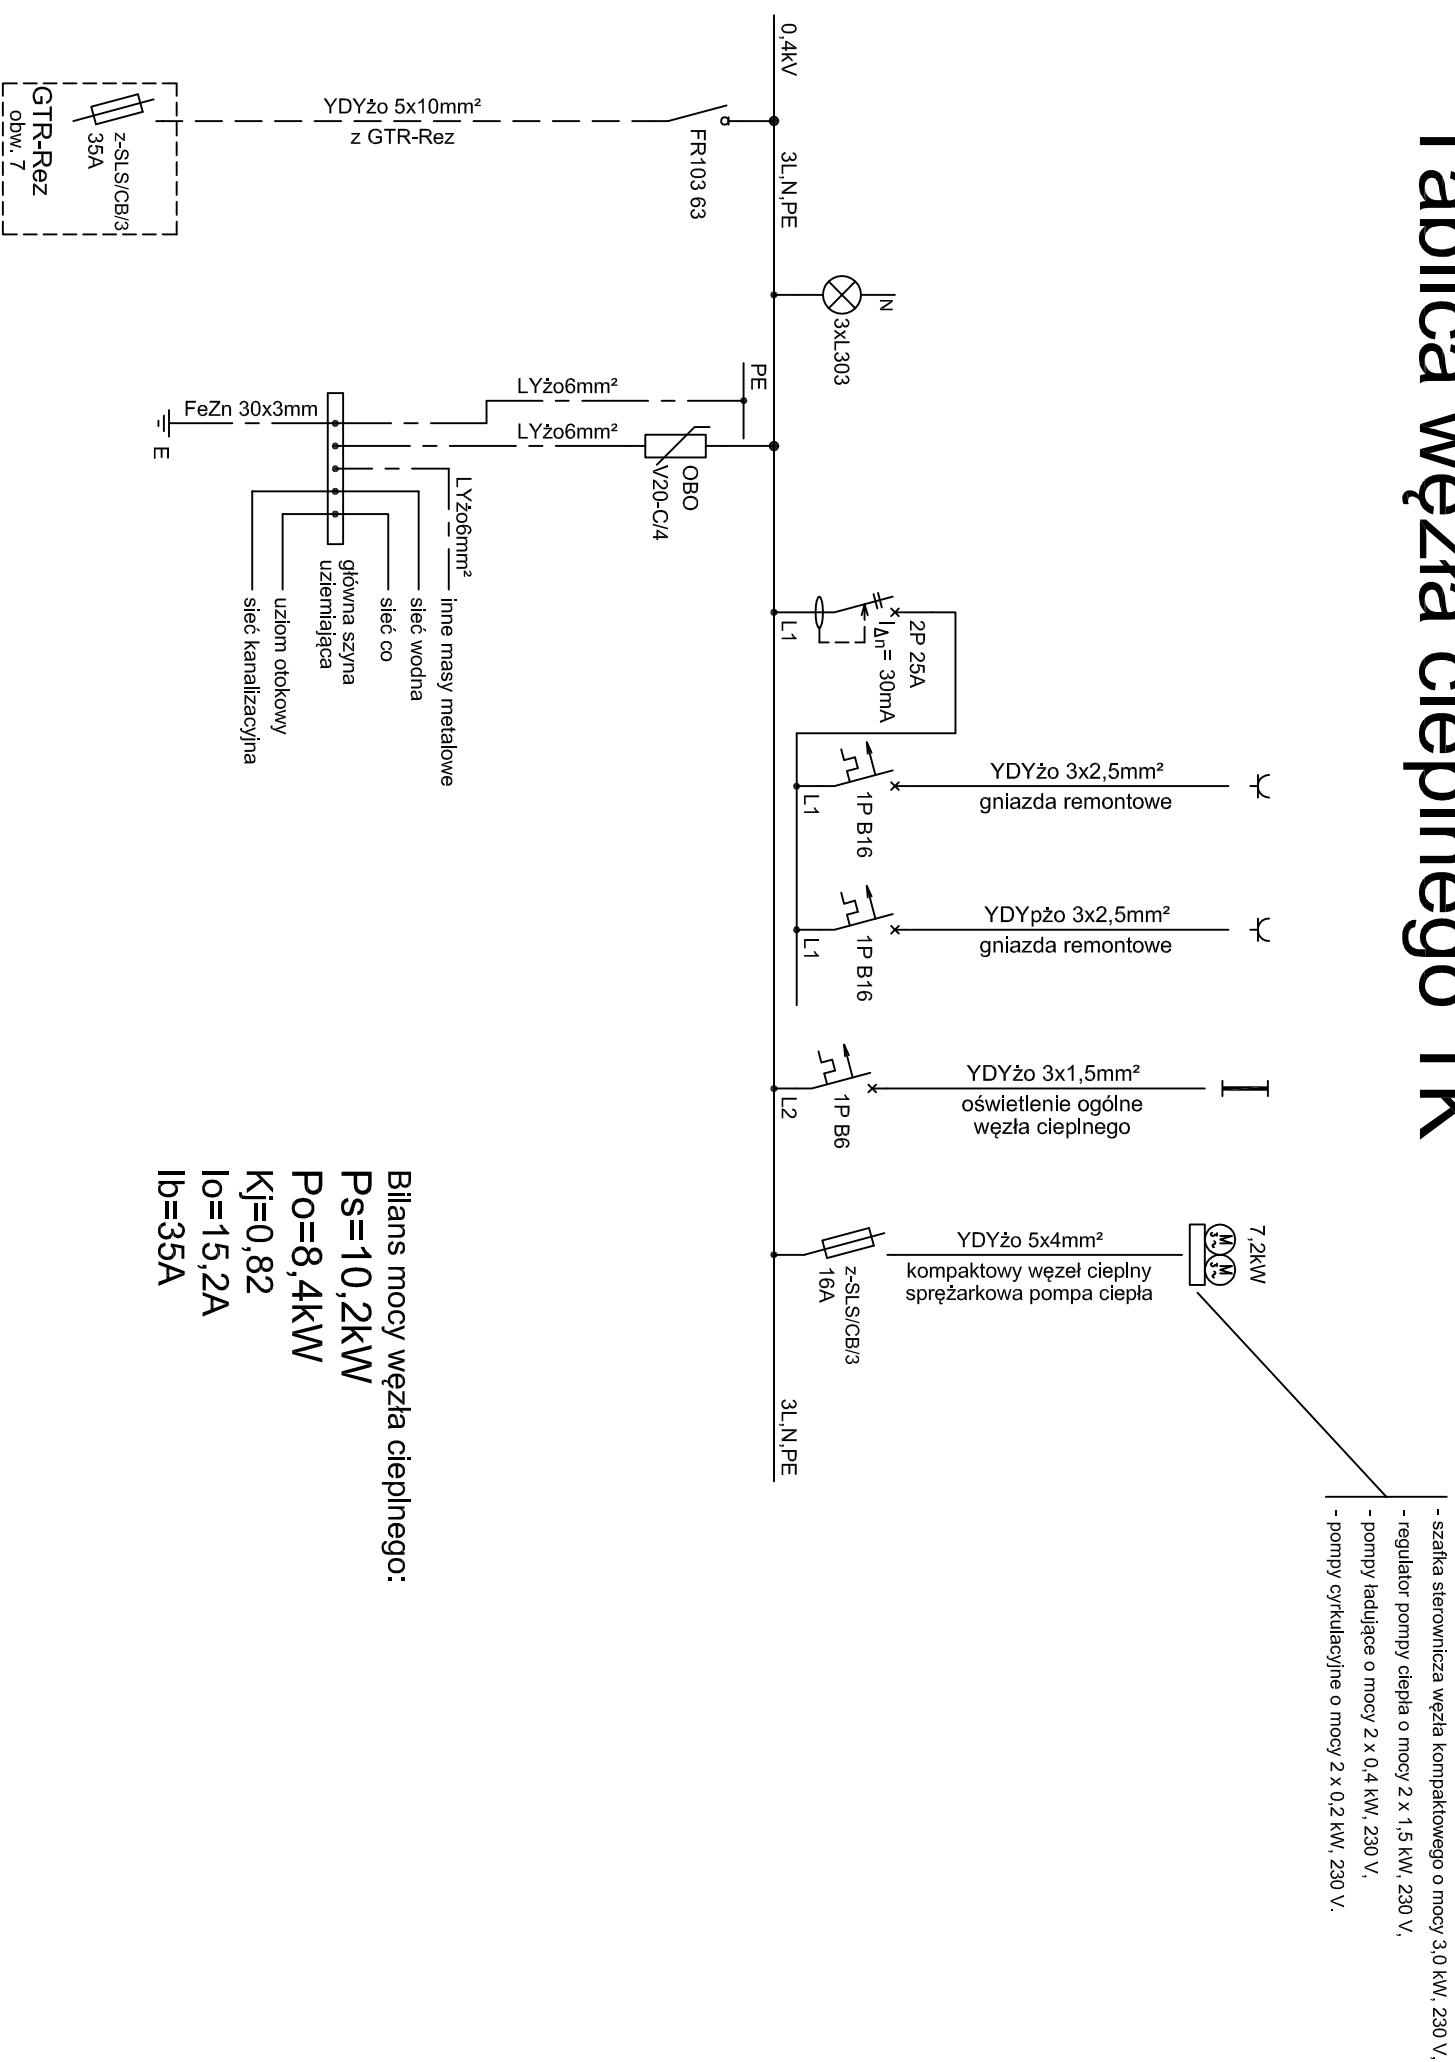 Tablica węzła cieplnego TK
0,4kV
3L,N,PE
FR103 63
YDYżo 5x10mm²
z GTR-Rez
z-SLS/CB/3
35A
GTR-Rez
obw. 7
N
3xL303
PE
LYżo6mm²
LYżo6mm²
FeZn 30x3mm
E
OBO
V20-C/4
LYżo6mm²
główna szyna
uziemiająca
inne masy metalowe
sieć wodna
sieć co
uziom otokowy
sieć kanalizacyjna
2P 25A
I∆n= 30mA
L1
YDYżo 3x2,5mm²
gniazda remontowe
1P B16
L1
YDYpżo 3x2,5mm²
gniazda remontowe
1P B16
L1
YDYżo 3x1,5mm²
oświetlenie ogólne
węzła cieplnego
1P B6
L2
7,2kW
M
3~
M
3~
YDYżo 5x4mm²
kompaktowy węzeł cieplny
sprężarkowa pompa ciepła
z-SLS/CB/3
16A
3L,N,PE
- szafka sterownicza węzła kompaktowego o mocy 3,0 kW, 230 V,
- regulator pompy ciepła o mocy 2 x 1,5 kW, 230 V,
- pompy ładujące o mocy 2 x 0,4 kW, 230 V,
- pompy cyrkulacyjne o mocy 2 x 0,2 kW, 230 V.
Bilans mocy węzła cieplnego:
Ps=10,2kW
Po=8,4kW
Kj=0,82
Io=15,2A
Ib=35A